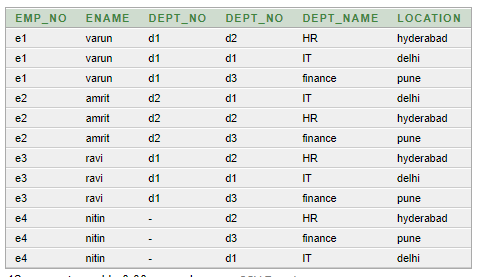 EMP_NO ENAME DEPT_NO DEPT_NO DEPT_NAME LOCATION
e1 varun d1 d2 HR hyderabad
e1 varun d1 d1 IT delhi
e1 varun d1 d3 finance pune
e2 amrit d2 d1 IT delhi
e2 amrit d2 d2 HR hyderabad
e2 amrit d2 d3 finance pune
e3 ravi d1 d2 HR hyderabad
e3 ravi d1 d1 IT delhi
e3 ravi d1 d3 finance pune
e4 nitin - d2 HR hyderabad
e4 nitin - d3 finance pune
e4 nitin - d1 IT delhi